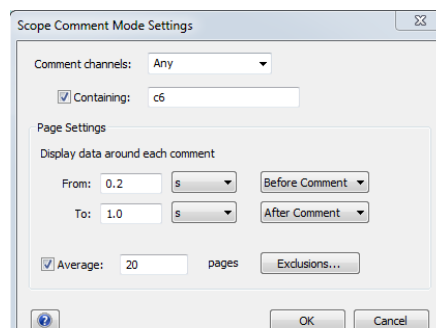 Scope Comment Mode Settings
Comment channels: Any
Containing: c6
Page Settings
Display data around each comment
From: 0.2 s Before Comment
To: 1.0 s After Comment
Average: 20 pages Exclusions...
? OK Cancel